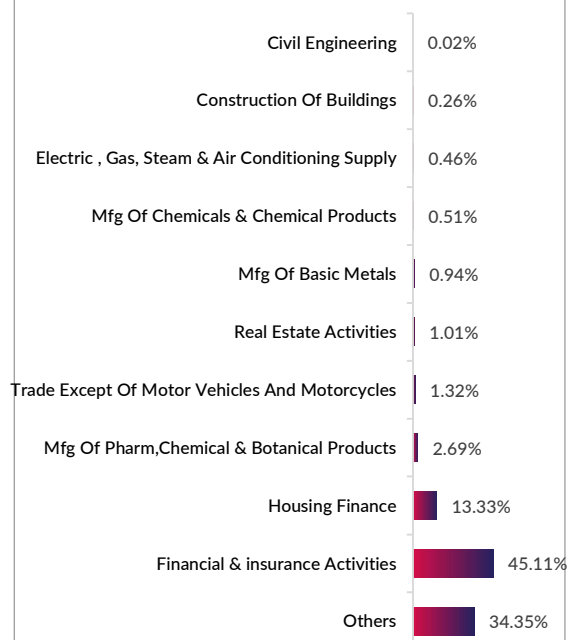 Civil Engineering 0.02%
Construction Of Buildings 0.26%
Electric , Gas, Steam & Air Conditioning Supply 0.46%
Mfg Of Chemicals & Chemical Products 0.51%
Mfg Of Basic Metals 0.94%
Real Estate Activities 1.01%
Trade Except Of Motor Vehicles And Motorcycles 1.32%
Mfg Of Pharm,Chemical & Botanical Products 2.69%
Housing Finance 13.33%
Financial & insurance Activities 45.11%
Others 34.35%